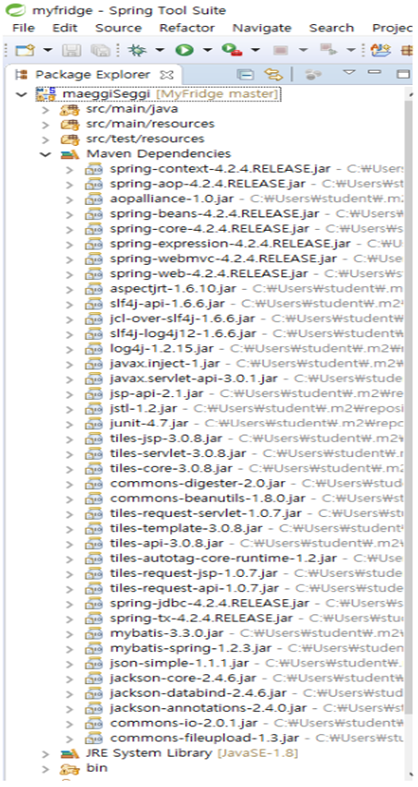 myfridge - Spring Tool Suite
File Edit Source Refactor Navigate Search Projec
Package Explorer
maeggiSeggi [MyFridge master]
src/main/java
src/main/resources
src/test/resources
Maven Dependencies
spring-context-4.2.4.RELEASE.jar - C:₩Users
spring-aop-4.2.4.RELEASE.jar - C:₩Users₩st
aopalliance-1.0.jar - C:₩Users₩student₩.m2
spring-beans-4.2.4.RELEASE.jar - C:₩Users₩
spring-core-4.2.4.RELEASE.jar - C:₩Users₩s
spring-expression-4.2.4.RELEASE.jar - C:₩U
spring-webmvc-4.2.4.RELEASE.jar - C:₩Use
spring-web-4.2.4.RELEASE.jar - C:₩Users₩s
aspectjrt-1.6.10.jar - C:₩Users₩student₩.m
slf4j-api-1.6.6.jar - C:₩Users₩student₩.m2
jcl-over-slf4j-1.6.6.jar - C:₩Users₩student
slf4j-log4j12-1.6.6.jar - C:₩Users₩student
log4j-1.2.15.jar - C:₩Users₩student₩.m2₩
javax.inject-1.jar - C:₩Users₩student₩.m2₩
javax.servlet-api-3.0.1.jar - C:₩Users₩stude
jsp-api-2.1.jar - C:₩Users₩student₩.m2₩re
jstl-1.2.jar - C:₩Users₩student₩.m2₩reposi
junit-4.7.jar - C:₩Users₩student₩.m2₩repo
tiles-jsp-3.0.8.jar - C:₩Users₩student₩.m2₩
tiles-servlet-3.0.8.jar - C:₩Users₩student₩.r
tiles-core-3.0.8.jar - C:₩Users₩student₩.m2
commons-digester-2.0.jar - C:₩Users₩stud
commons-beanutils-1.8.0.jar - C:₩Users₩st
tiles-request-servlet-1.0.7.jar - C:₩Users₩st
tiles-template-3.0.8.jar - C:₩Users₩student
tiles-api-3.0.8.jar - C:₩Users₩student₩.m2₩
tiles-autotag-core-runtime-1.2.jar - C:₩Use
tiles-request-jsp-1.0.7.jar - C:₩Users₩stude
tiles-request-api-1.0.7.jar - C:₩Users₩stude
spring-jdbc-4.2.4.RELEASE.jar - C:₩Users₩s
spring-tx-4.2.4.RELEASE.jar - C:₩Users₩stu
mybatis-3.3.0.jar - C:₩Users₩student₩.m2₩
mybatis-spring-1.2.3.jar - C:₩Users₩studen
json-simple-1.1.1.jar - C:₩Users₩student₩.
jackson-core-2.4.6.jar - C:₩Users₩student₩
jackson-databind-2.4.6.jar - C:₩Users₩stud
jackson-annotations-2.4.0.jar - C:₩Users₩s
commons-io-2.0.1.jar - C:₩Users₩student₩
commons-fileupload-1.3.jar - C:₩Users₩stu
JRE System Library [JavaSE-1.8]
bin